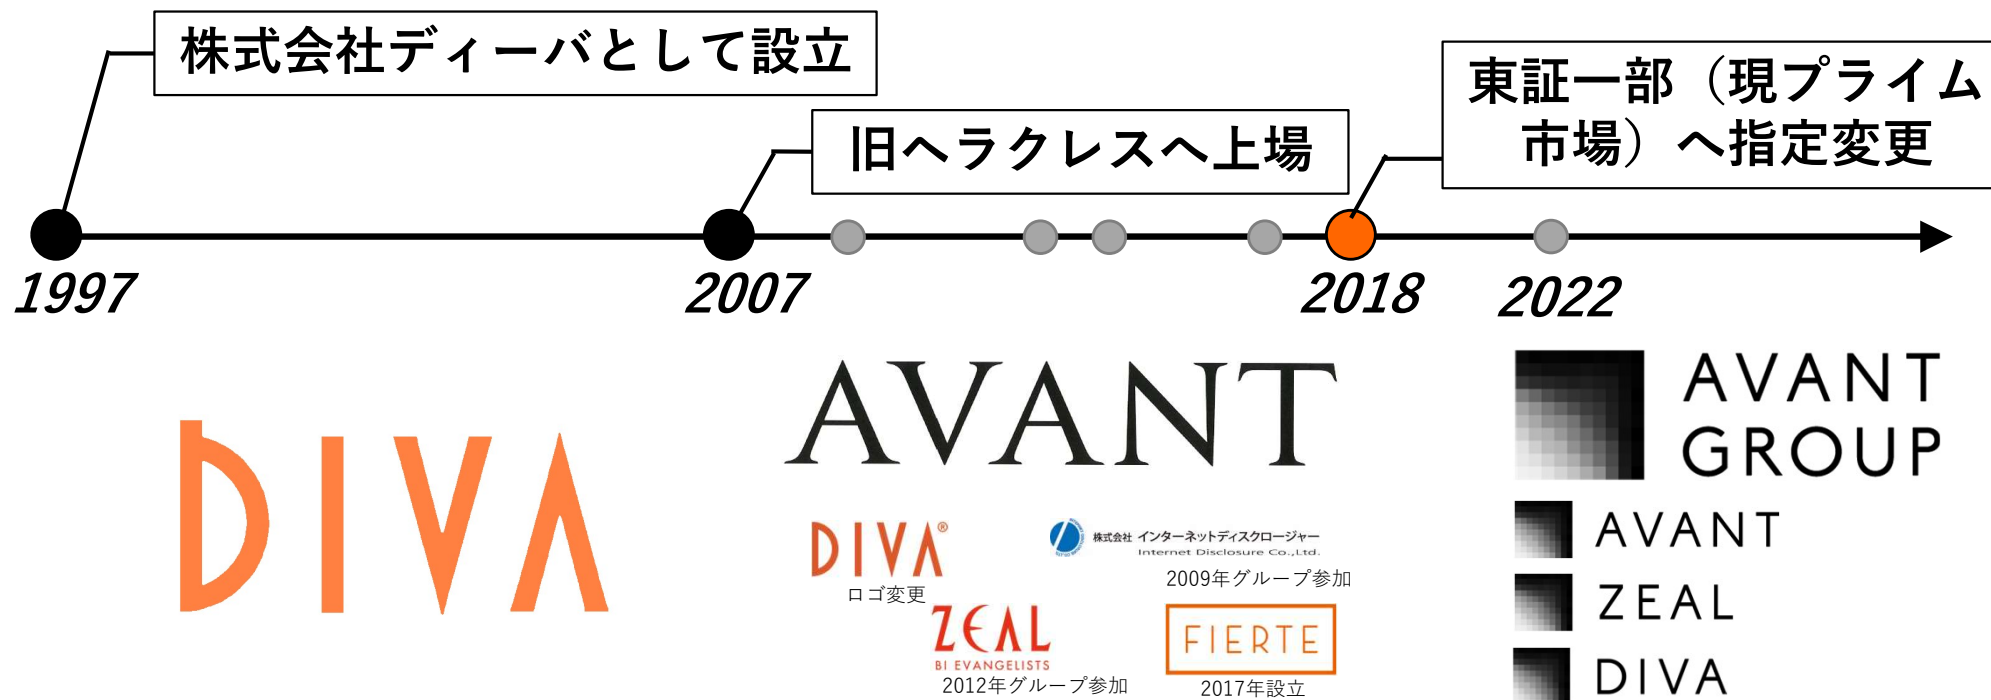 株式会社ディーバとして設立
旧ヘラクレスへ上場
東証一部（現プライム
市場）へ指定変更
1997
2007
2018
2022
DIVA
AVANT
DIVA®
ロゴ変更
株式会社 インターネットディスクロージャー
Internet Disclosure Co.,Ltd.
2009年グループ参加
ZEAL
BI EVANGELISTS
2012年グループ参加
FIERTE
2017年設立
AVANT
GROUP
AVANT
ZEAL
DIVA